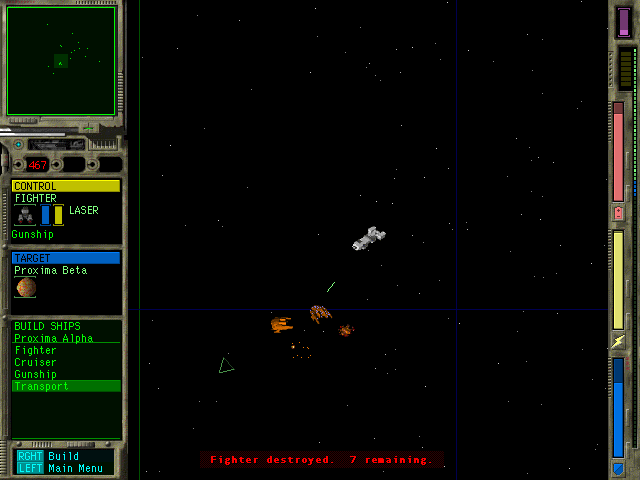 467
CONTROL
FIGHTER
LASER
Gunship
TARGET
Proxima Beta
BUILD SHIPS
Proxima Alpha
Fighter
Cruiser
Gunship
Transport
RGHT Build
LEFT Main Menu
Fighter destroyed. 7 remaining.